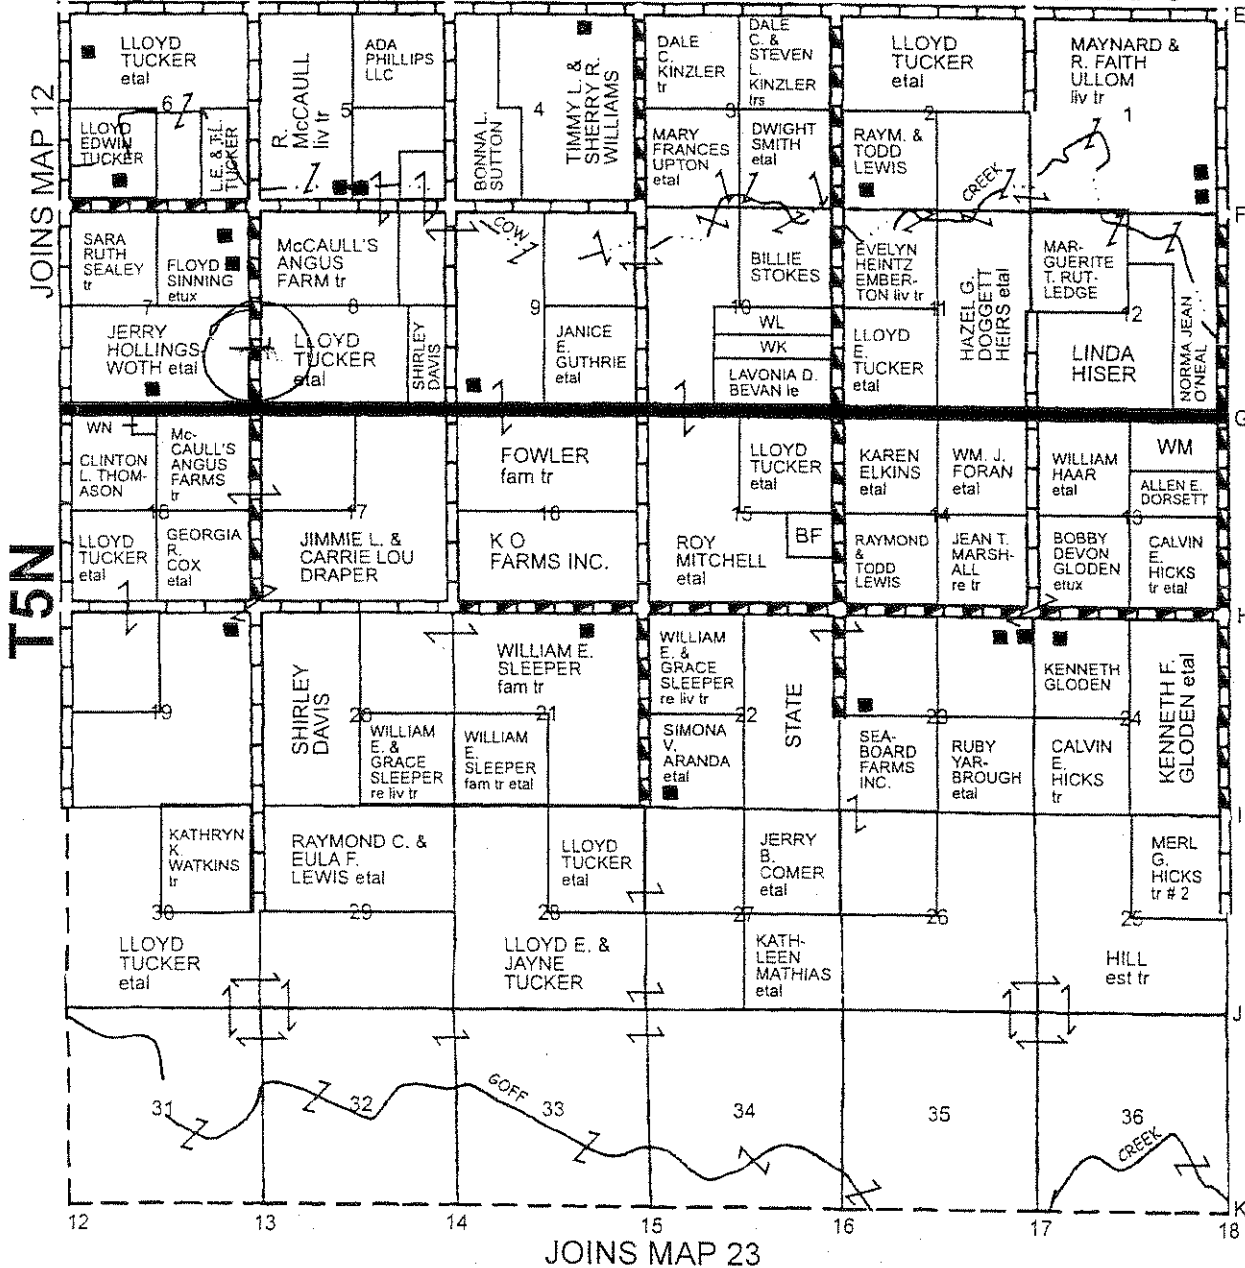 JOINS MAP 12
T5N
LLOYD
TUCKER
etal
6
LLOYD
EDWIN
TUCKER
L.E. & T.L.
TUCKER
R.
McCAULL
liv tr
5
ADA
PHILLIPS
LLC
BONNA L.
SUTTON
4
TIMMY L. &
SHERRY R.
WILLIAMS
DALE
C.
KINZLER
tr
DALE
C. &
STEVEN
L.
KINZLER
trs
3
MARY
FRANCES
UPTON
etal
DWIGHT
SMITH
etal
LLOYD
TUCKER
etal
2
RAYM. &
TODD
LEWIS
CREEK
MAYNARD &
R. FAITH
ULLOM
liv tr
1
E
F
SARA
RUTH
SEALEY
tr
FLOYD
SINNING
etux
7
JERRY
HOLLINGS-
WOTH etal
McCAULL'S
ANGUS
FARM tr
8
LLOYD
TUCKER
etal
SHIRLEY
DAVIS
COW
9
JANICE
E.
GUTHRIE
etal
BILLIE
STOKES
10
WL
WK
LAVONIA D.
BEVAN le
EVELYN
HEINTZ
EMBER-
TON liv tr
11
LLOYD
E.
TUCKER
etal
HAZEL G.
DOGGETT
HEIRS etal
MAR-
GUERITE
T. RUT-
LEDGE
12
LINDA
HISER
NORMA JEAN
O'NEAL
G
WN
CLINTON
L. THOM-
ASON
Mc-
CAULL'S
ANGUS
FARMS
tr
18
LLOYD
TUCKER
etal
GEORGIA
R.
COX
etal
17
JIMMIE L. &
CARRIE LOU
DRAPER
FOWLER
fam tr
16
K O
FARMS INC.
LLOYD
TUCKER
etal
15
BF
ROY
MITCHELL
etal
KAREN
ELKINS
etal
WM. J.
FORAN
etal
14
RAYMOND
&
TODD
LEWIS
JEAN T.
MARSH-
ALL
re tr
WILLIAM
HAAR
etal
WM
ALLEN E.
DORSETT
13
BOBBY
DEVON
GLODEN
etux
CALVIN
E.
HICKS
tr etal
H
19
SHIRLEY
DAVIS
20
WILLIAM
E. &
GRACE
SLEEPER
re liv tr
WILLIAM E.
SLEEPER
fam tr
21
WILLIAM
E.
SLEEPER
fam tr etal
WILLIAM
E. &
GRACE
SLEEPER
re liv tr
22
SIMONA
V.
ARANDA
etal
STATE
23
SEA-
BOARD
FARMS
INC.
RUBY
YAR-
BROUGH
etal
KENNETH
GLODEN
24
CALVIN
E.
HICKS
tr
KENNETH F.
GLODEN etal
I
KATHRYN
K.
WATKINS
tr
30
LLOYD
TUCKER
etal
RAYMOND C. &
EULA F.
LEWIS etal
29
LLOYD
TUCKER
etal
28
LLOYD E. &
JAYNE
TUCKER
JERRY
B.
COMER
etal
27
KATH-
LEEN
MATHIAS
etal
26
MERL
G.
HICKS
tr # 2
25
HILL
est tr
J
31
32
GOFF
33
34
35
36
CREEK
K
12 13 14 15 16 17 18
JOINS MAP 23